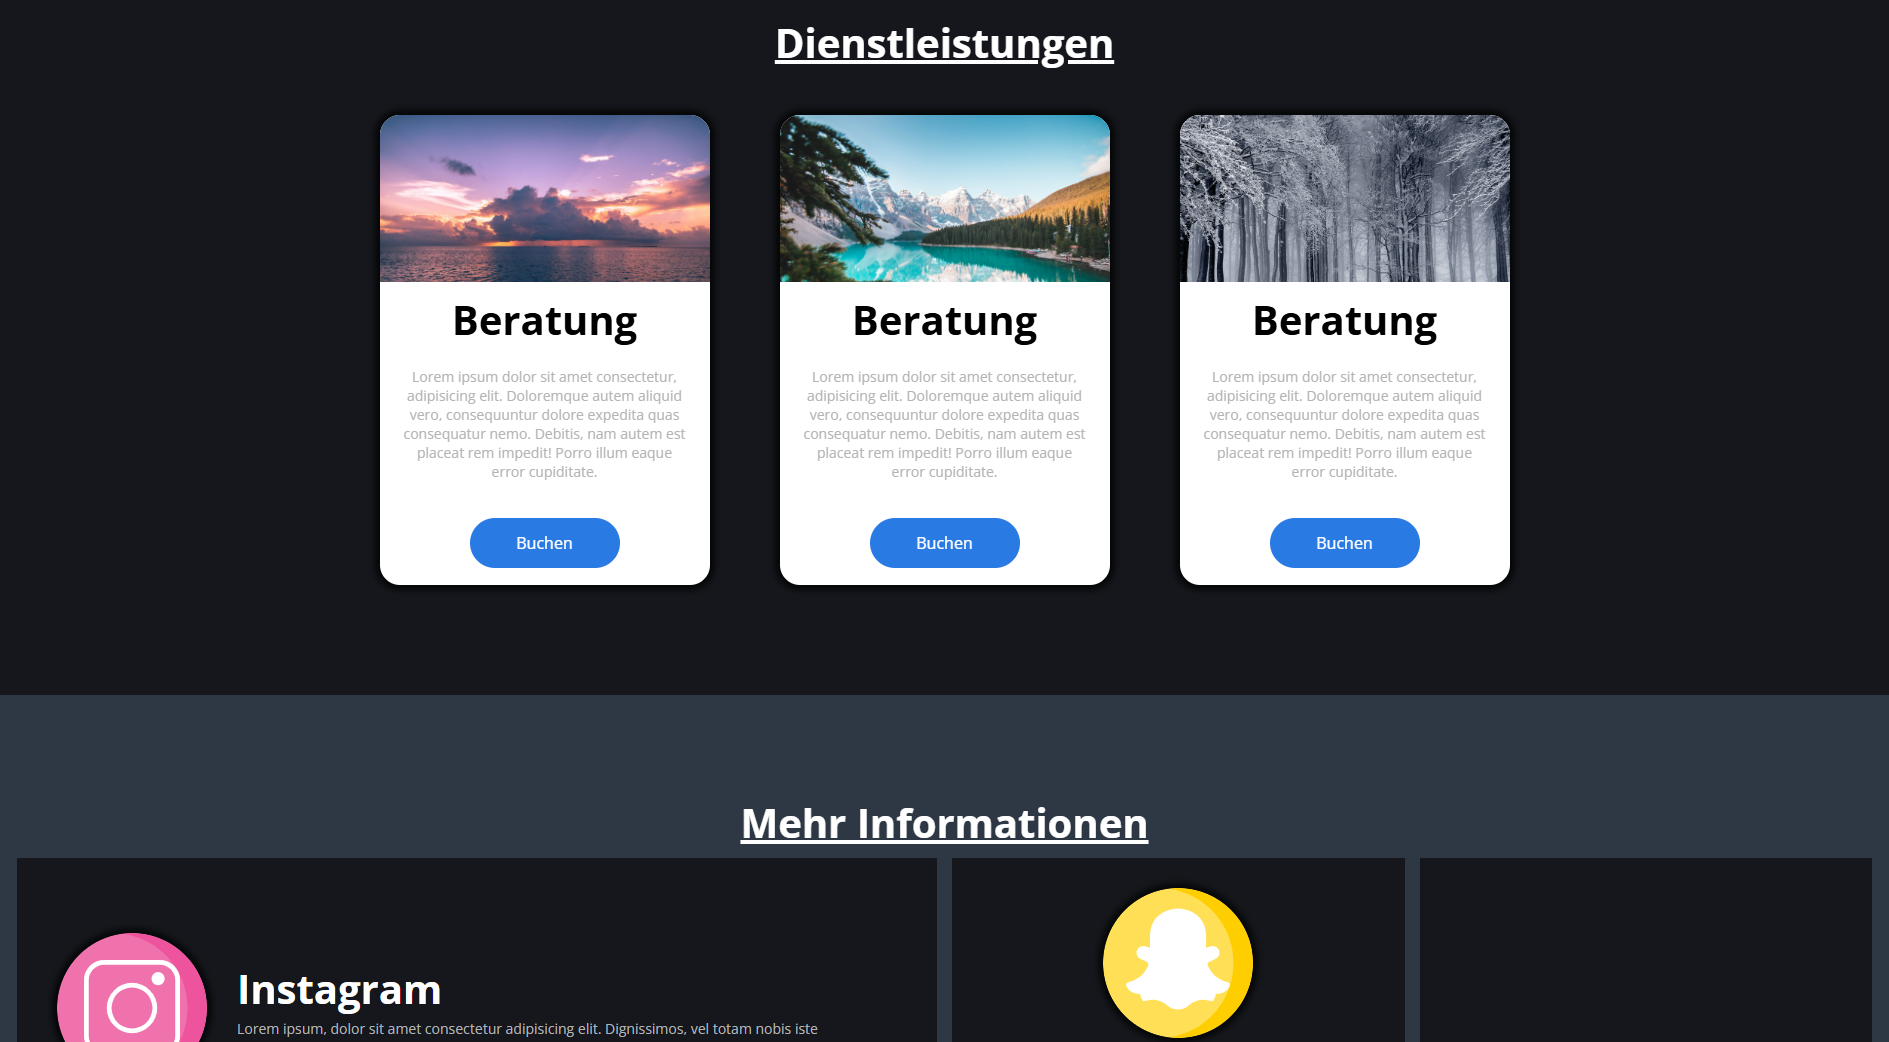 Dienstleistungen
Beratung
Lorem ipsum dolor sit amet consectetur,
adipisicing elit. Doloremque autem aliquid
vero, consequuntur dolore expedita quas
consequatur nemo. Debitis, nam autem est
placeat rem impedit! Porro illum eaque
error cupiditate.
Buchen
Beratung
Lorem ipsum dolor sit amet consectetur,
adipisicing elit. Doloremque autem aliquid
vero, consequuntur dolore expedita quas
consequatur nemo. Debitis, nam autem est
placeat rem impedit! Porro illum eaque
error cupiditate.
Buchen
Beratung
Lorem ipsum dolor sit amet consectetur,
adipisicing elit. Doloremque autem aliquid
vero, consequuntur dolore expedita quas
consequatur nemo. Debitis, nam autem est
placeat rem impedit! Porro illum eaque
error cupiditate.
Buchen
Mehr Informationen
Instagram
Lorem ipsum, dolor sit amet consectetur adipisicing elit. Dignissimos, vel totam nobis iste